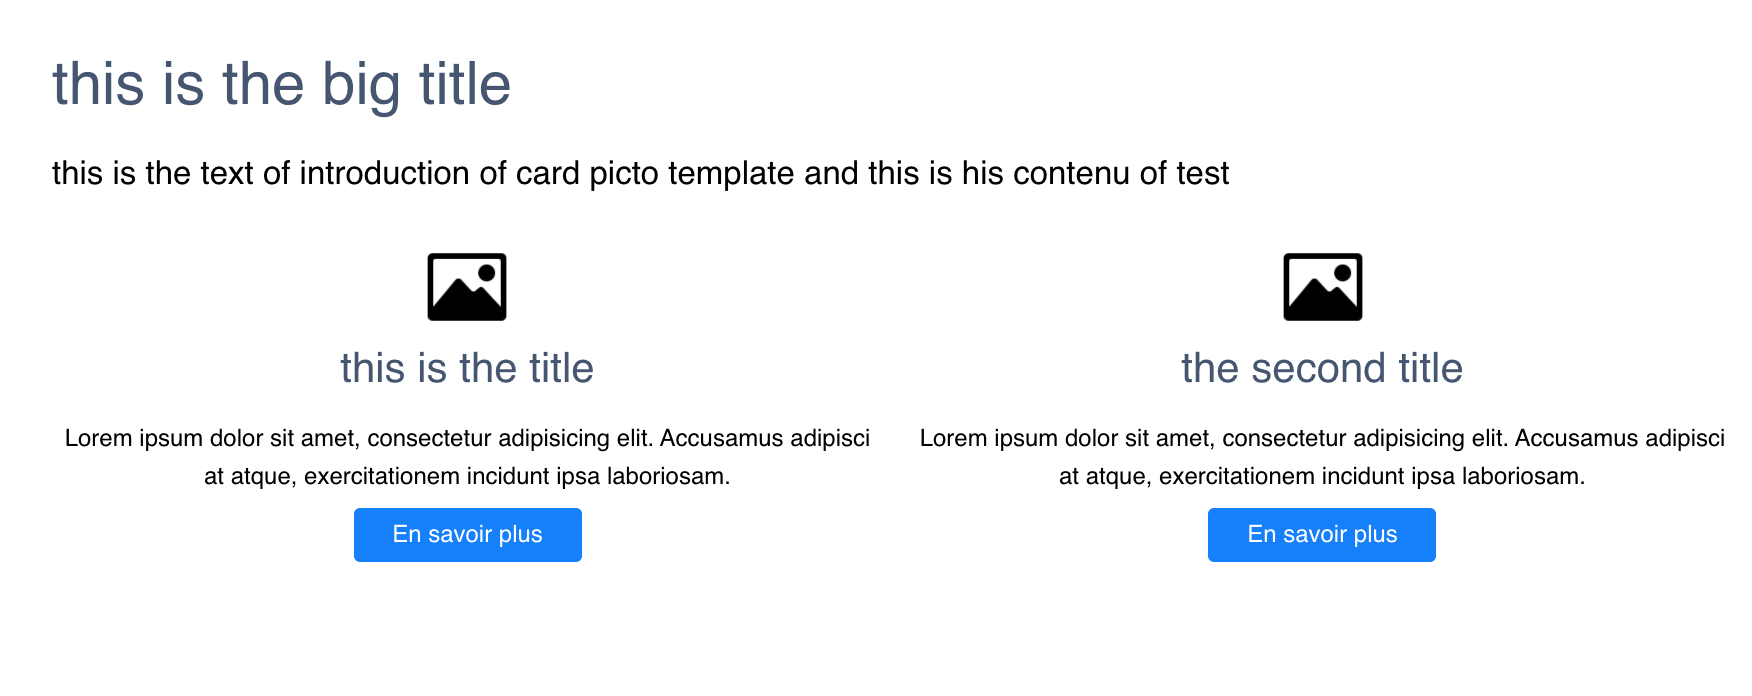 this is the big title
this is the text of introduction of card picto template and this is his contenu of test
this is the title
Lorem ipsum dolor sit amet, consectetur adipisicing elit. Accusamus adipisci
at atque, exercitationem incidunt ipsa laboriosam.
En savoir plus
the second title
Lorem ipsum dolor sit amet, consectetur adipisicing elit. Accusamus adipisci
at atque, exercitationem incidunt ipsa laboriosam.
En savoir plus